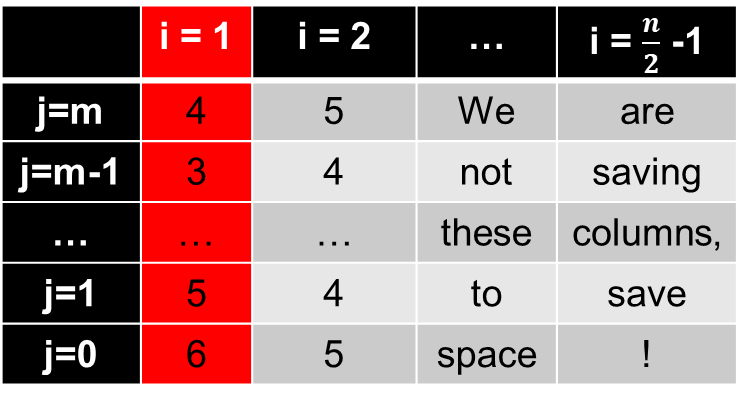 i = 1 i = 2 … i = n/2 -1
j=m 4 5 We are
j=m-1 3 4 not saving
… … … these columns,
j=1 5 4 to save
j=0 6 5 space !